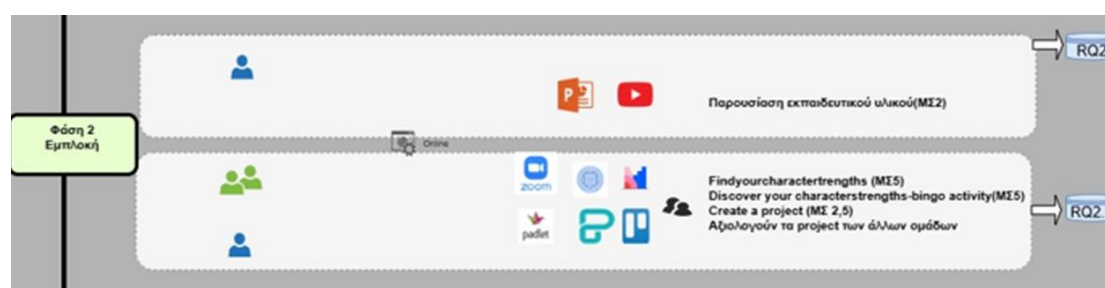 RQ2
P
Παρουσίαση εκπαιδευτικού υλικού(ΜΣ2)
Φάση 2
Εμπλοκή
Online
zoom
padlet
Findyourcharactertrengths (ΜΣ5)
Discover your characterstrengths-bingo activity(ΜΣ5)
Create a project (ΜΣ 2,5)
Αξιολογούν τα project των άλλων ομάδων
RQ2.